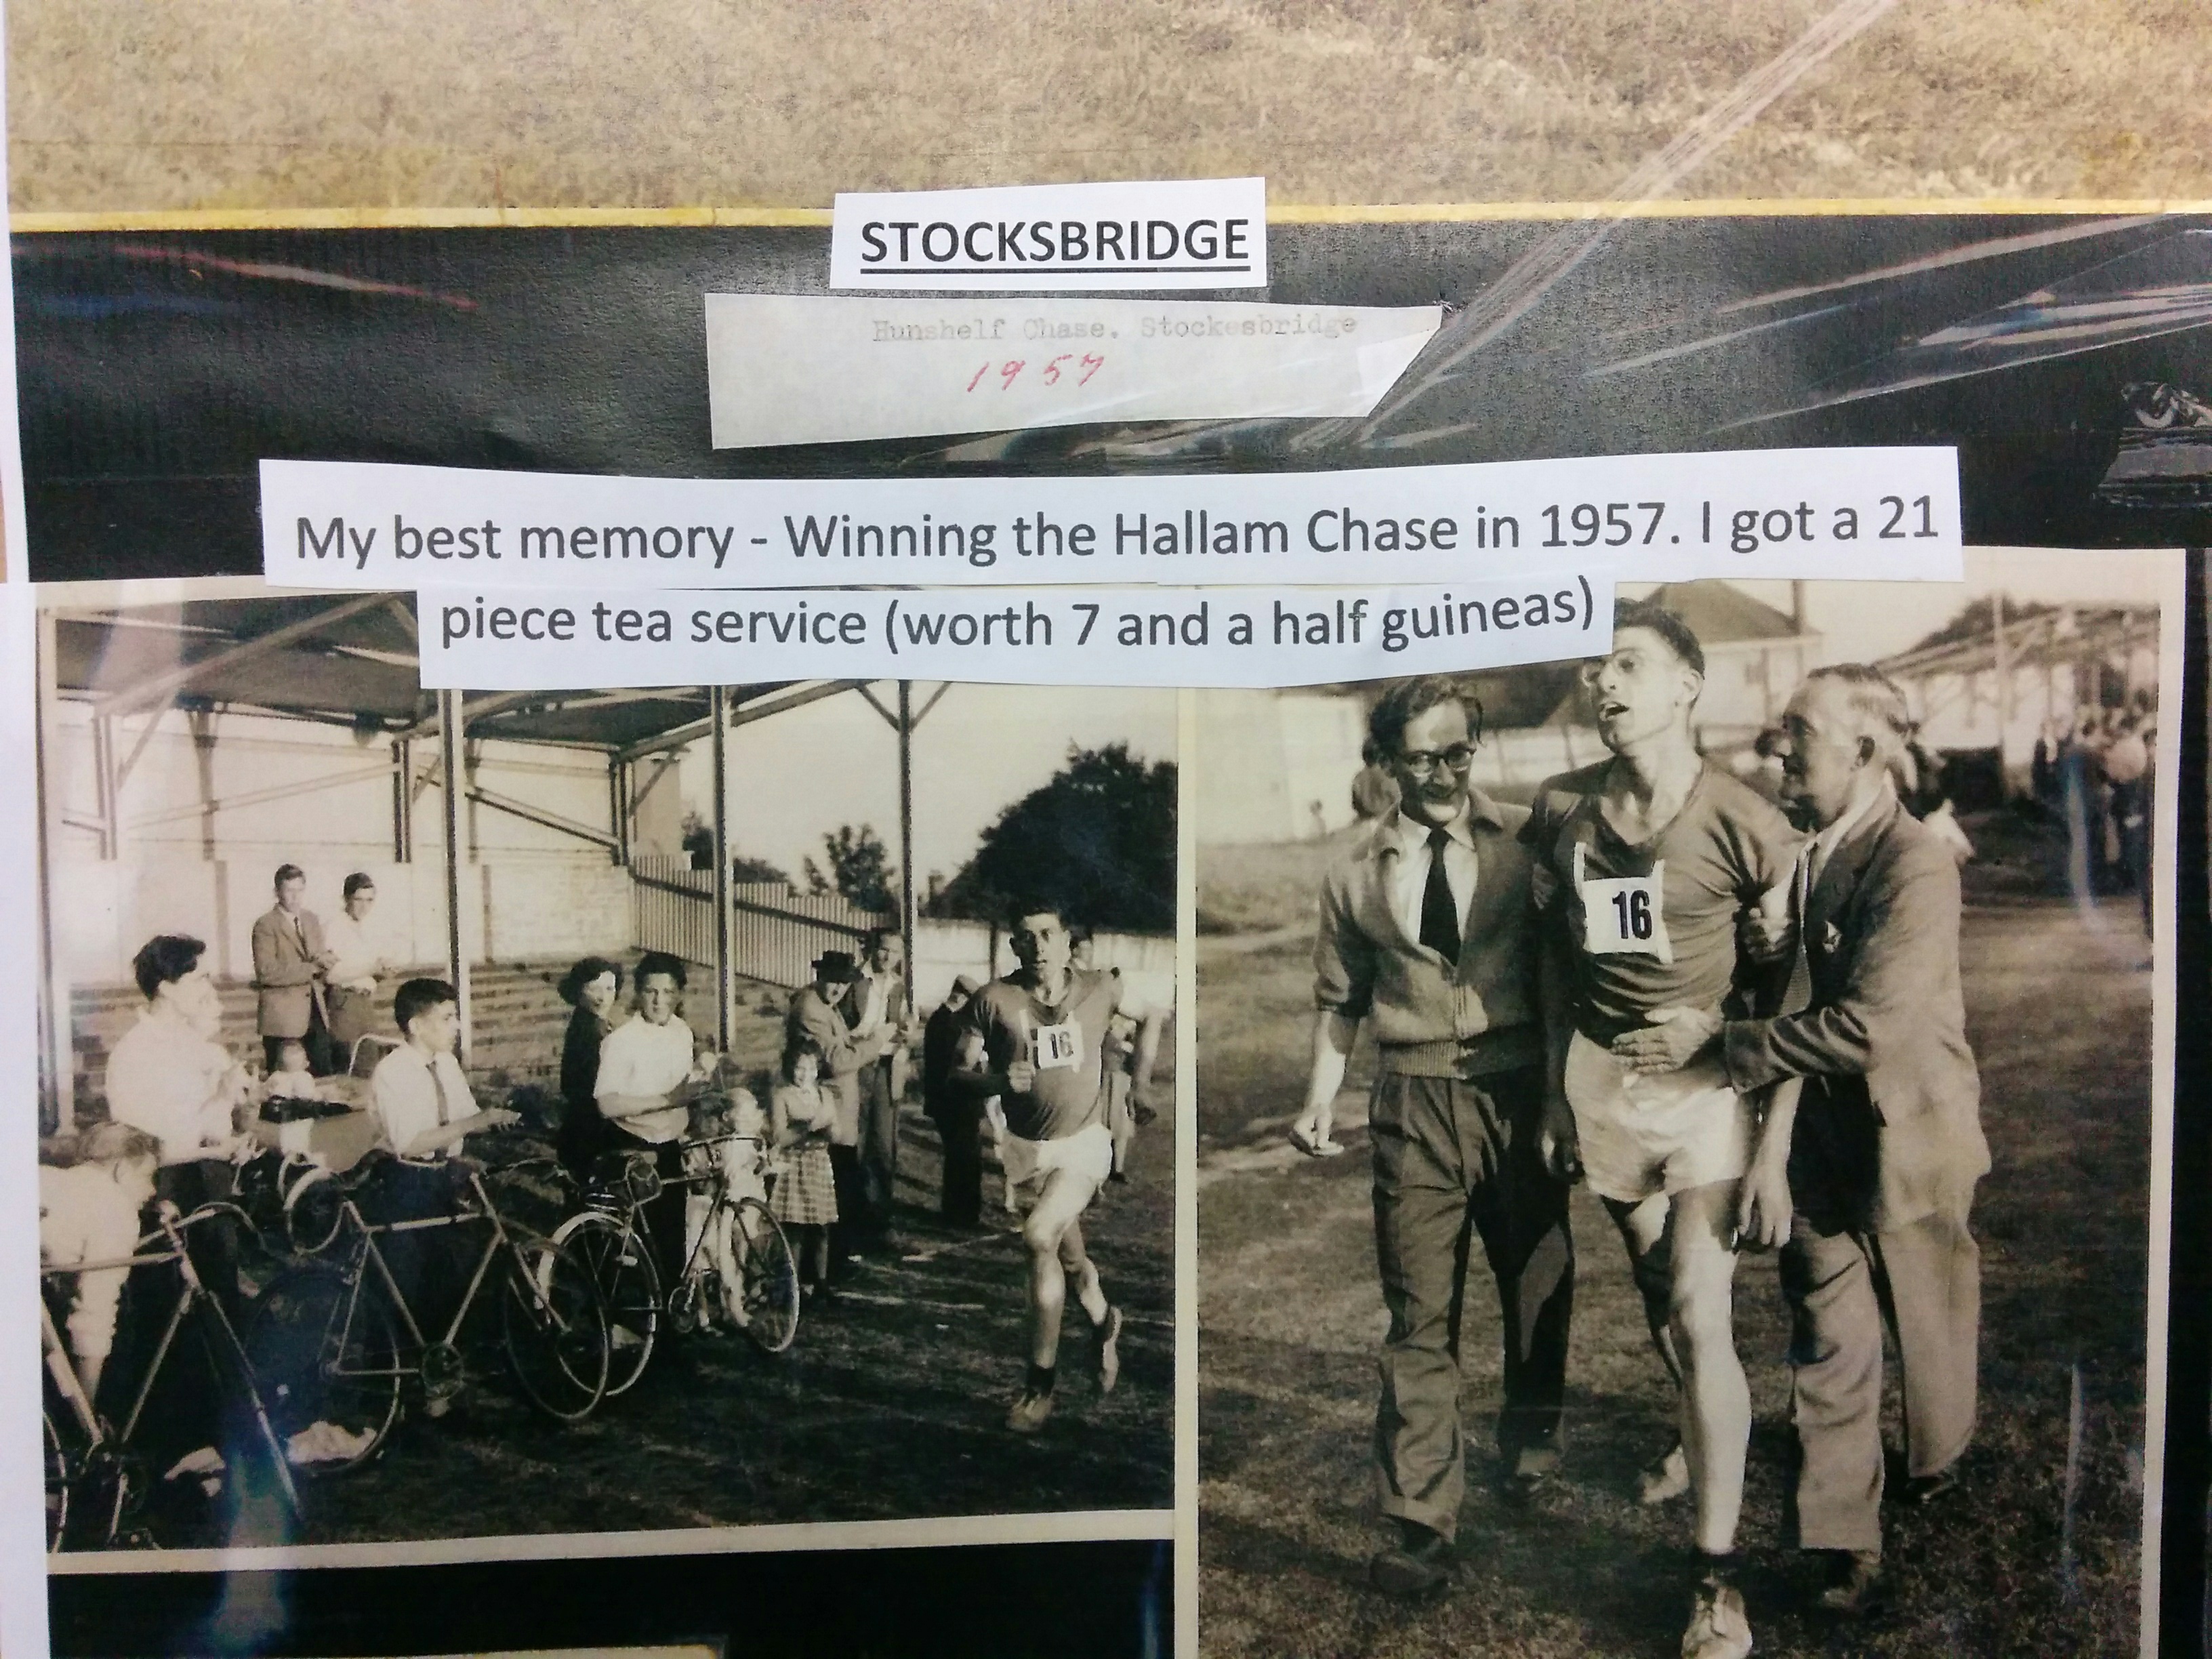 STOCKSBRIDGE
Hunshelf Chase. Stockesbridge
1957
My best memory - Winning the Hallam Chase in 1957. I got a 21
piece tea service (worth 7 and a half guineas)
16
16